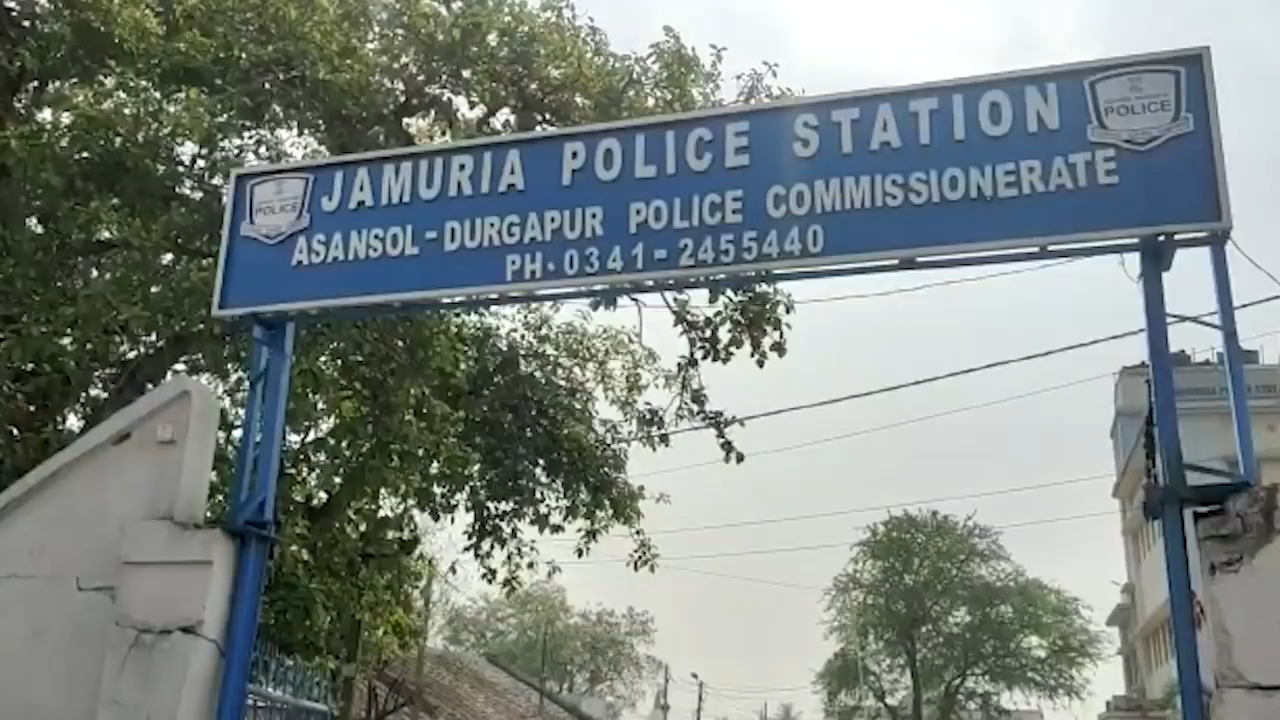 JAMURIA POLICE STATION
ASANSOL-DURGAPUR POLICE COMMISSIONERATE
PH·0341-2455440
POLICE
POLICE